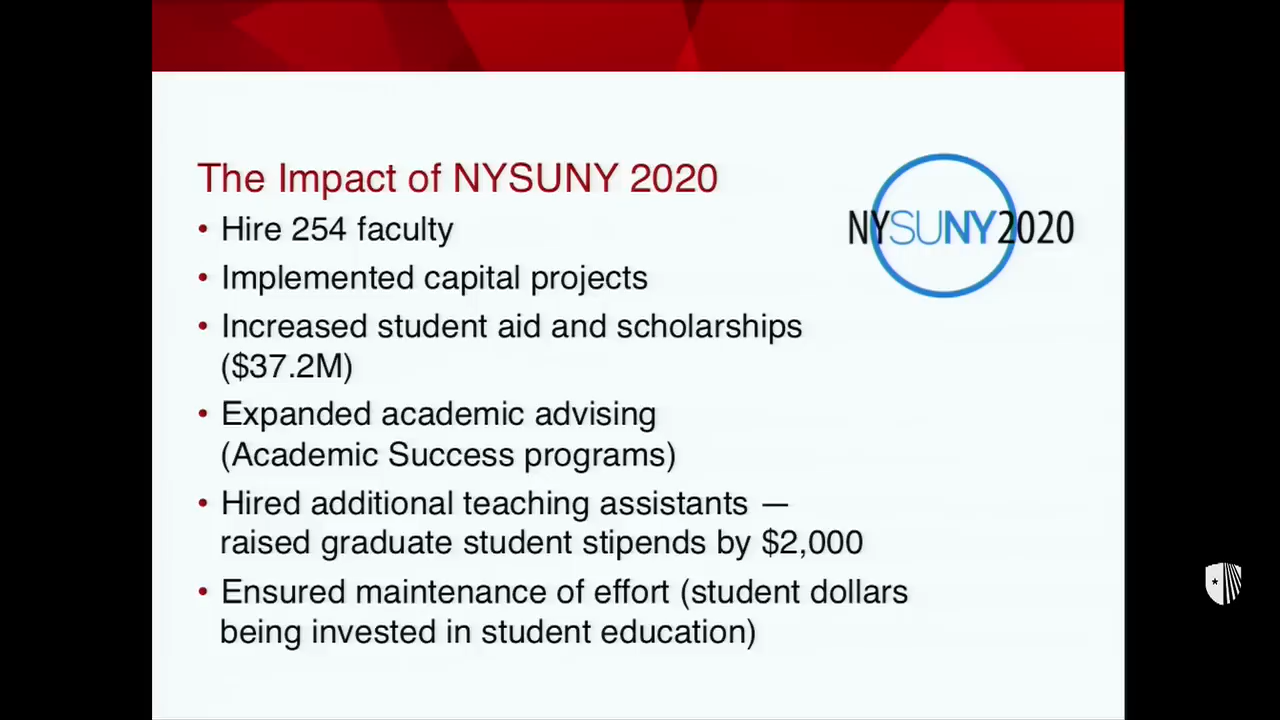 The Impact of NYSUNY 2020
NYSUNY2020
• Hire 254 faculty
• Implemented capital projects
• Increased student aid and scholarships
($37.2M)
• Expanded academic advising
(Academic Success programs)
• Hired additional teaching assistants —
raised graduate student stipends by $2,000
• Ensured maintenance of effort (student dollars
being invested in student education)